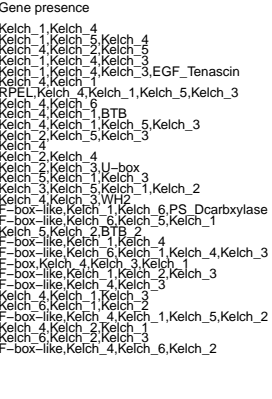 Gene presence
Kelch_1,Kelch_4
Kelch_1,Kelch_5,Kelch_4
Kelch_4,Kelch_2,Kelch_5
Kelch_1,Kelch_4,Kelch_3
Kelch_1,Kelch_4,Kelch_3,EGF_Tenascin
Kelch_4,Kelch_1
RPEL,Kelch_4,Kelch_1,Kelch_5,Kelch_3
Kelch_4,Kelch_6
Kelch_4,Kelch_1,BTB
Kelch_4,Kelch_1,Kelch_5,Kelch_3
Kelch_2,Kelch_5,Kelch_3
Kelch_4
Kelch_2,Kelch_4
Kelch_2,Kelch_3,U−box
Kelch_5,Kelch_1,Kelch_3
Kelch_3,Kelch_5,Kelch_1,Kelch_2
Kelch_4,Kelch_3,WH2
F−box−like,Kelch_1,Kelch_6,PS_Dcarbxylase
F−box−like,Kelch_6,Kelch_5,Kelch_1
Kelch_5,Kelch_2,BTB_2
F−box−like,Kelch_1,Kelch_4
F−box−like,Kelch_6,Kelch_1,Kelch_4,Kelch_3
F−box,Kelch_4,Kelch_3,Kelch_1
F−box−like,Kelch_1,Kelch_2,Kelch_3
F−box−like,Kelch_4,Kelch_3
Kelch_4,Kelch_1,Kelch_3
Kelch_6,Kelch_1,Kelch_2
F−box−like,Kelch_4,Kelch_1,Kelch_5,Kelch_2
Kelch_4,Kelch_2,Kelch_1
Kelch_6,Kelch_2,Kelch_3
F−box−like,Kelch_4,Kelch_6,Kelch_2